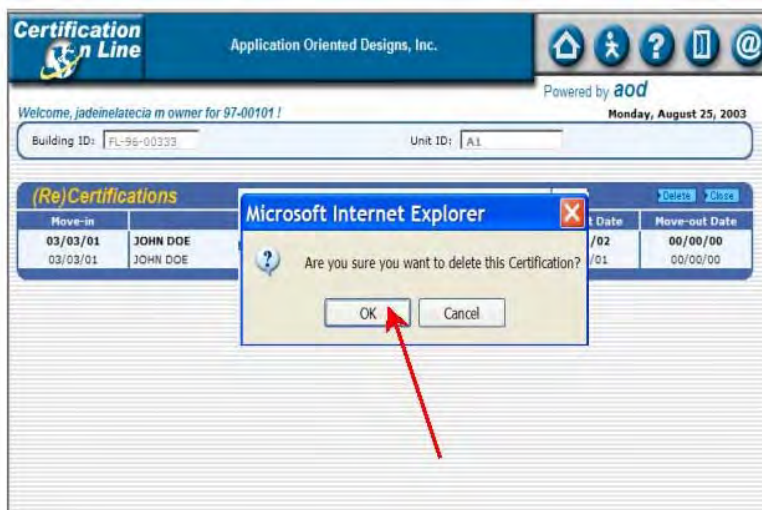 Certification
On Line
Application Oriented Designs, Inc.
?
@
Powered by aod
Welcome, jadeinelatecia m owner for 97-00101 !
Monday, August 25, 2003
Building ID: FL-96-00333
Unit ID: A1
(Re)Certifications
Delete
Close
Move-in
t Date
Move-out Date
03/03/01 JOHN DOE /02 00/00/00
03/03/01 JOHN DOE /01 00/00/00
Microsoft Internet Explorer
Are you sure you want to delete this Certification?
OK
Cancel